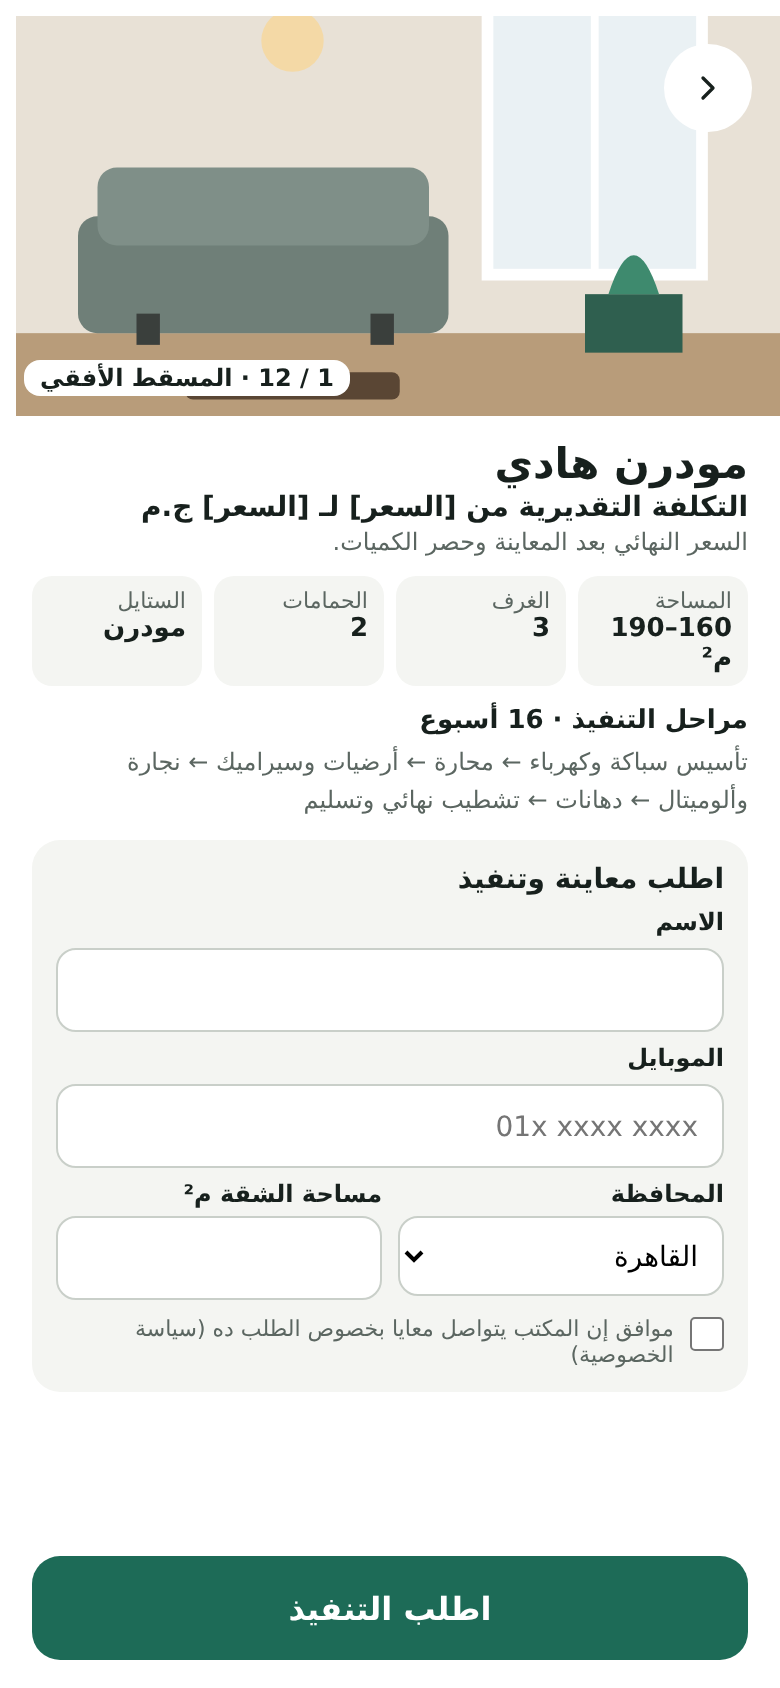 1 / 12 · المسقط الأفقي
مودرن هادي
التكلفة التقديرية من [السعر] لـ [السعر] ج.م
السعر النهائي بعد المعاينة وحصر الكميات.
المساحة
160–190
م²
الغرف
3
الحمامات
2
الستايل
مودرن
مراحل التنفيذ · 16 أسبوع
تأسيس سباكة وكهرباء ← محارة ← أرضيات وسيراميك ← نجارة
وألوميتال ← دهانات ← تشطيب نهائي وتسليم
اطلب معاينة وتنفيذ
الاسم
الموبايل
01x xxxx xxxx
المحافظة
القاهرة
مساحة الشقة م²
موافق إن المكتب يتواصل معايا بخصوص الطلب ده (سياسة
الخصوصية)
اطلب التنفيذ